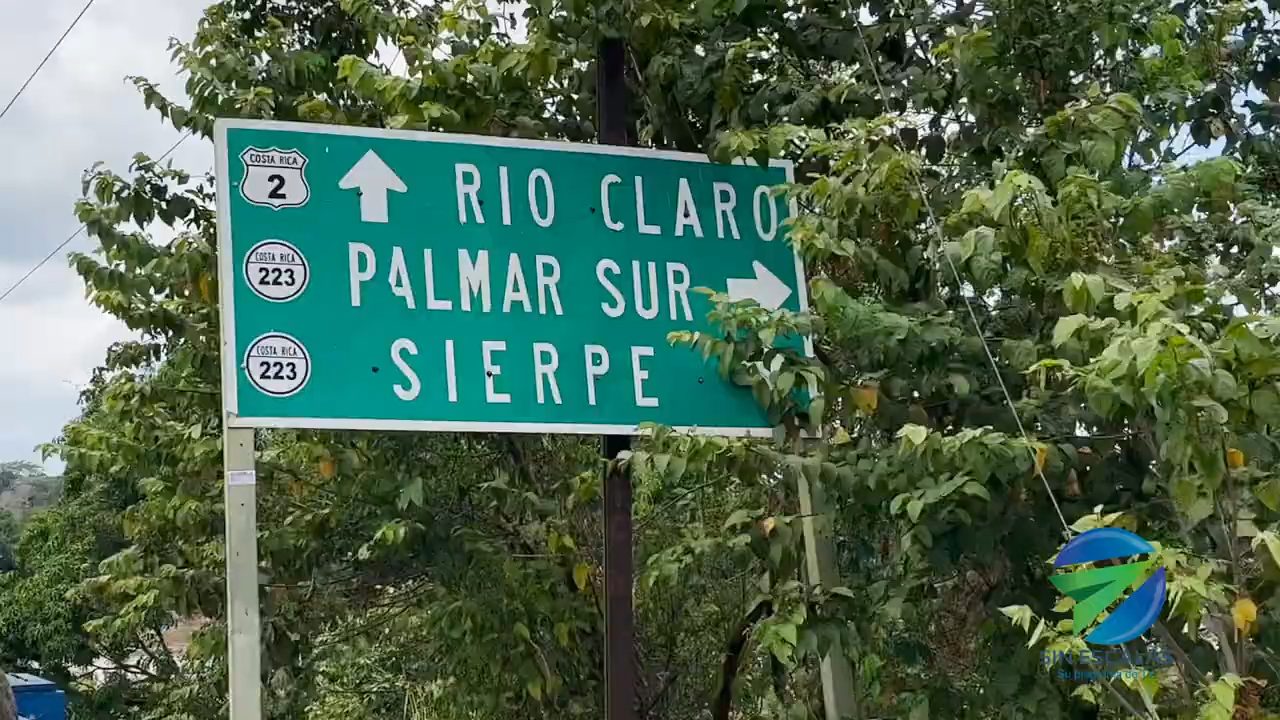 COSTA RICA
2
RIO CLARO
COSTA RICA
223
PALMAR SUR
COSTA RICA
223
SIERPE